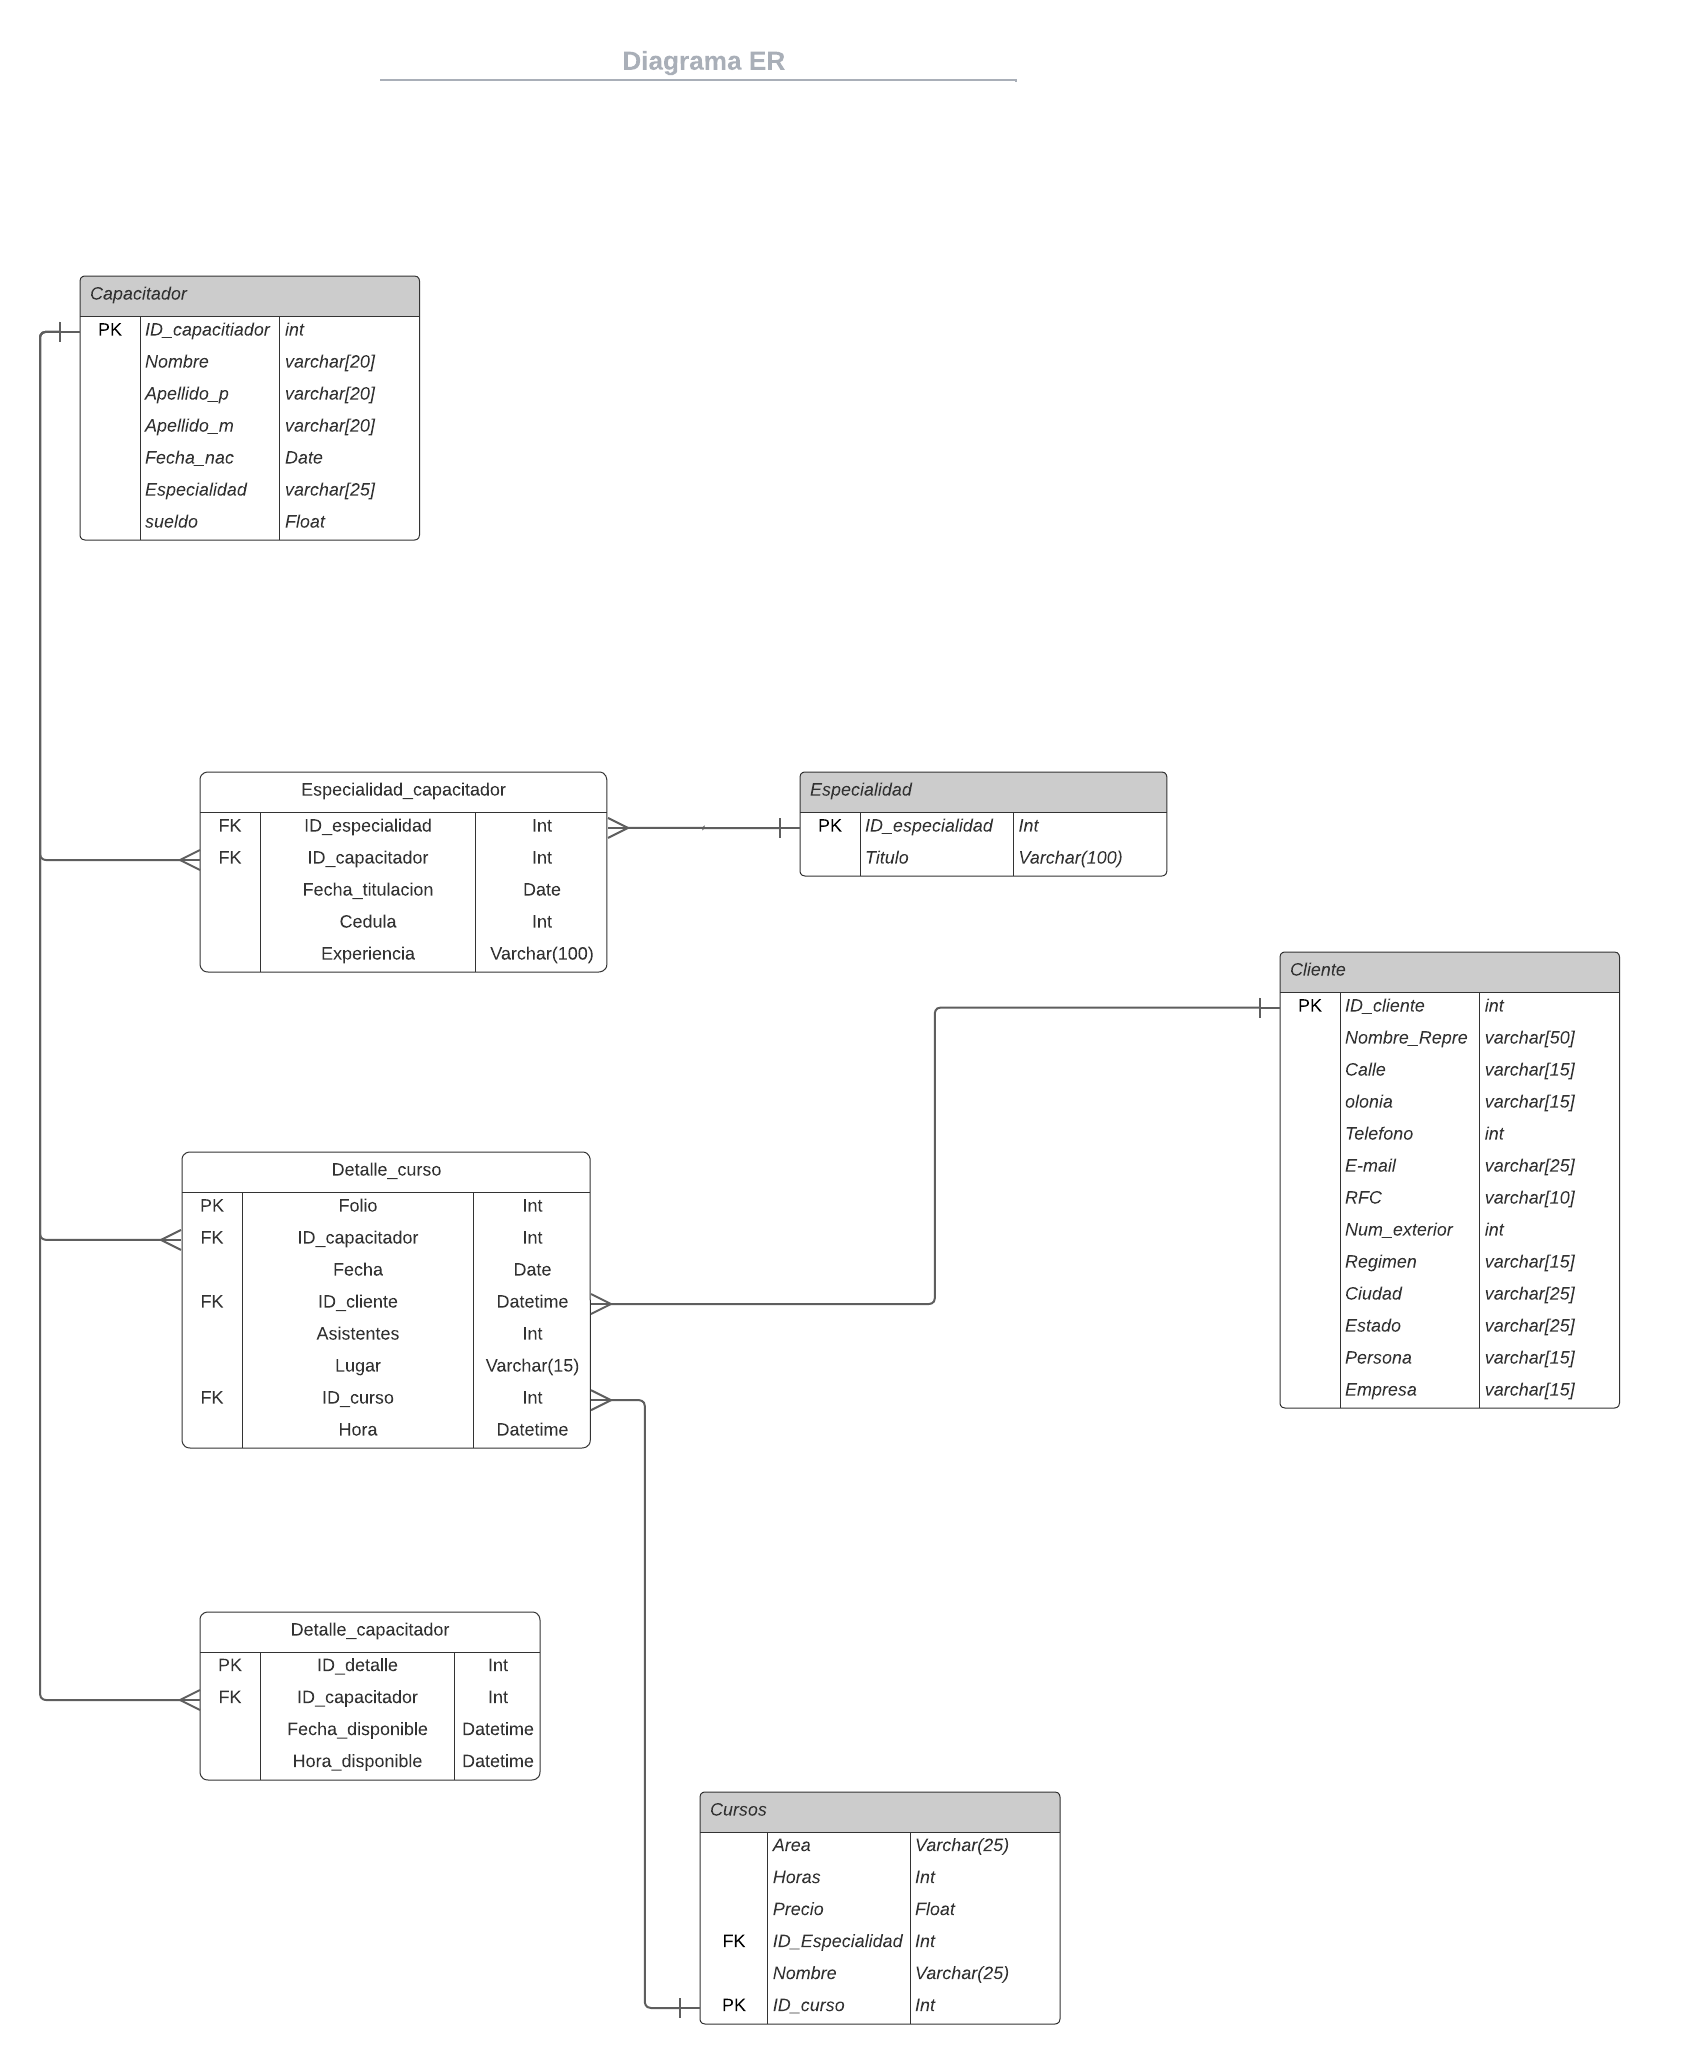 Diagrama ER
Capacitador
PK ID_capacitiador int
Nombre varchar[20]
Apellido_p varchar[20]
Apellido_m varchar[20]
Fecha_nac Date
Especialidad varchar[25]
sueldo Float
Especialidad_capacitador
FK ID_especialidad Int
FK ID_capacitador Int
Fecha_titulacion Date
Cedula Int
Experiencia Varchar(100)
Especialidad
PK ID_especialidad Int
Titulo Varchar(100)
Cliente
PK ID_cliente int
Nombre_Repre varchar[50]
Calle varchar[15]
olonia varchar[15]
Telefono int
E-mail varchar[25]
RFC varchar[10]
Num_exterior int
Regimen varchar[15]
Ciudad varchar[25]
Estado varchar[25]
Persona varchar[15]
Empresa varchar[15]
Detalle_curso
PK Folio Int
FK ID_capacitador Int
Fecha Date
FK ID_cliente Datetime
Asistentes Int
Lugar Varchar(15)
FK ID_curso Int
Hora Datetime
Detalle_capacitador
PK ID_detalle Int
FK ID_capacitador Int
Fecha_disponible Datetime
Hora_disponible Datetime
Cursos
Area Varchar(25)
Horas Int
Precio Float
FK ID_Especialidad Int
Nombre Varchar(25)
PK ID_curso Int